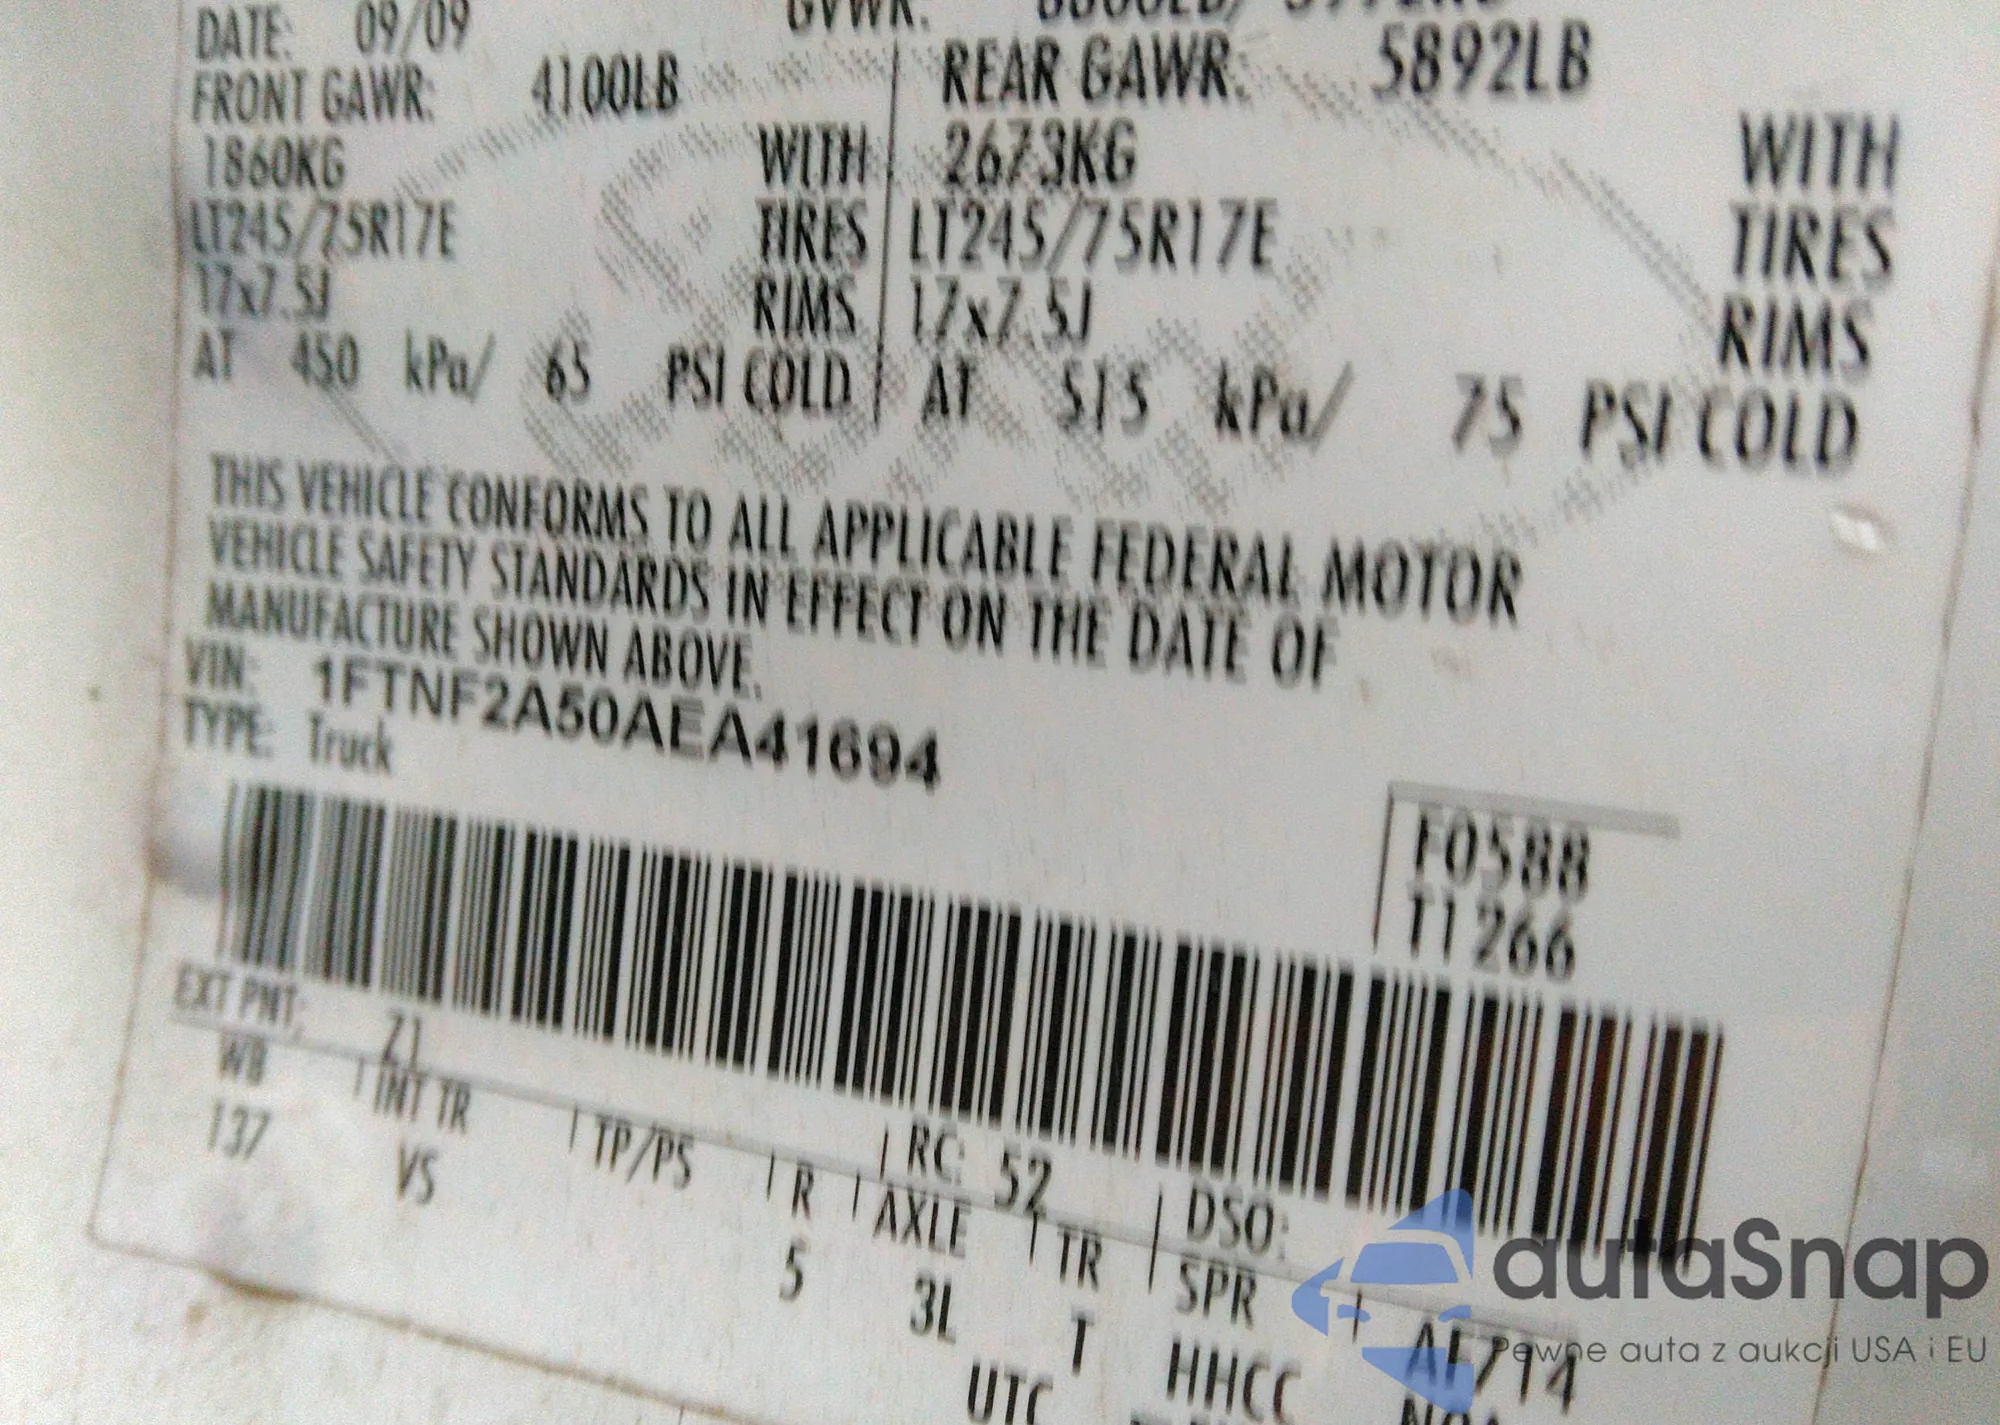 DATE: 09/09 GVWR:
FRONT GAWR: 4100LB REAR GAWR: 5892LB
1860KG WITH 2673KG WITH
LT245/75R17E TIRES LT245/75R17E TIRES
17x7.5J RIMS 17x7.5J RIMS
AT 450 kPa/ 65 PSI COLD AT 515 kPa/ 75 PSI COLD
THIS VEHICLE CONFORMS TO ALL APPLICABLE FEDERAL MOTOR
VEHICLE SAFETY STANDARDS IN EFFECT ON THE DATE OF
MANUFACTURE SHOWN ABOVE.
VIN: 1FTNF2A50AEA41694
TYPE: Truck
F0588
T1266
EXT PNT: Z1 RC: 52 DSO:
WB INT TR TP/PS R AXLE TR SPR
137 VS 5 3L T HHCC
UTC
autaSnap
Pewne auta z aukcji USA i EU